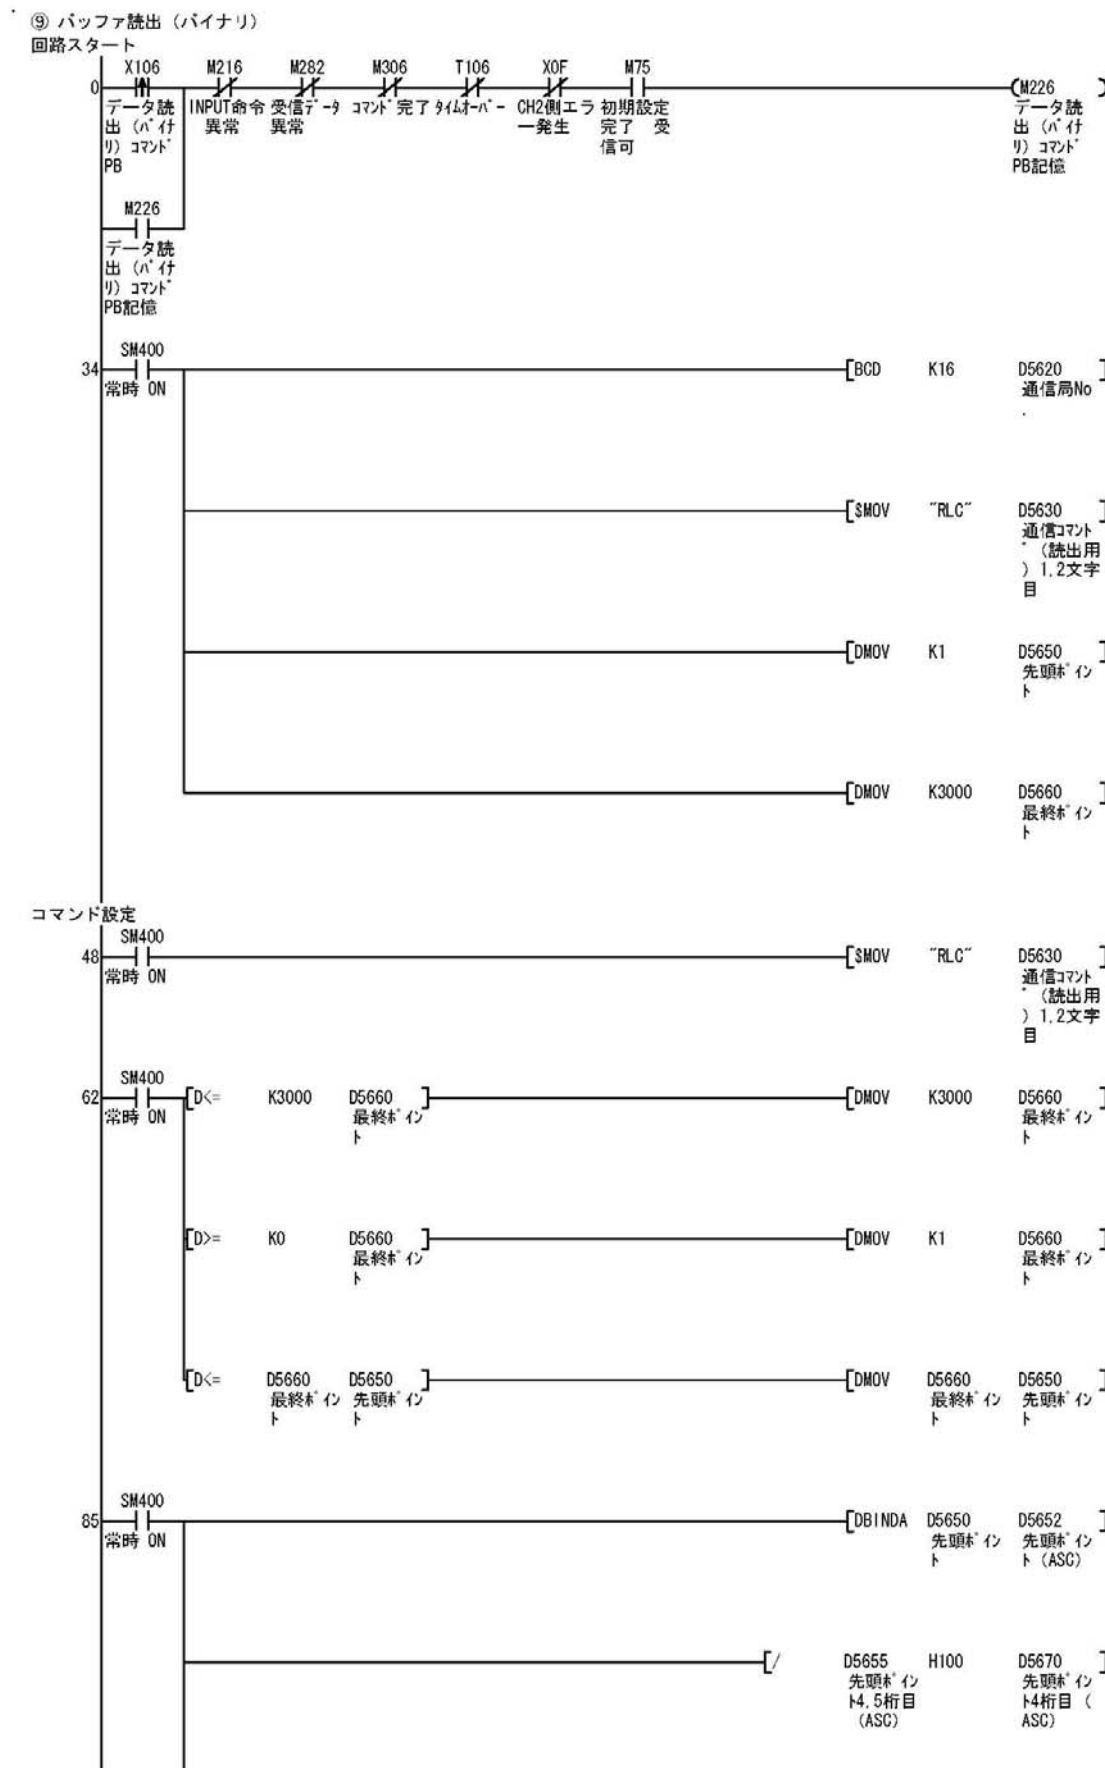 ⑨ バッファ読出（バイナリ）
回路スタート
X106 M216 M282 M306 T106 X0F M75
0 (M226 )
データ読 INPUT命令 受信ﾃﾞｰﾀ ｺﾏﾝﾄﾞ完了 ﾀｲﾑｵｰﾊﾞｰ CH2側エラ 初期設定 データ読
出（ﾊﾞｲﾅ 異常 異常 ー発生 完了 受 出（ﾊﾞｲﾅ
ﾘ）ｺﾏﾝﾄﾞ 信可 ﾘ）ｺﾏﾝﾄﾞ
PB PB記憶
M226
データ読
出（ﾊﾞｲﾅ
ﾘ）ｺﾏﾝﾄﾞ
PB記憶
SM400
34 [BCD K16 D5620 ]
常時 ON 通信局No
.
[$MOV "RLC" D5630 ]
通信ｺﾏﾝﾄ
ﾞ（読出用
）1,2文字
目
[DMOV K1 D5650 ]
先頭ﾎﾟｲﾝ
ﾄ
[DMOV K3000 D5660 ]
最終ﾎﾟｲﾝ
ﾄ
コマンド設定
SM400
48 [$MOV "RLC" D5630 ]
常時 ON 通信ｺﾏﾝﾄ
ﾞ（読出用
）1,2文字
目
SM400
62 [D<= K3000 D5660 ] [DMOV K3000 D5660 ]
常時 ON 最終ﾎﾟｲﾝ 最終ﾎﾟｲﾝ
ﾄ ﾄ
[D>= K0 D5660 ] [DMOV K1 D5660 ]
最終ﾎﾟｲﾝ 最終ﾎﾟｲﾝ
ﾄ ﾄ
[D<= D5660 D5650 ] [DMOV D5660 D5650 ]
最終ﾎﾟｲﾝ 先頭ﾎﾟｲﾝ 最終ﾎﾟｲﾝ 先頭ﾎﾟｲﾝ
ﾄ ﾄ ﾄ ﾄ
SM400
85 [DBINDA D5650 D5652 ]
常時 ON 先頭ﾎﾟｲﾝ 先頭ﾎﾟｲﾝ
ﾄ ﾄ（ASC）
[/ D5655 H100 D5670 ]
先頭ﾎﾟｲﾝ 先頭ﾎﾟｲﾝ
ﾄ4,5桁目 ﾄ4桁目（
（ASC） ASC）